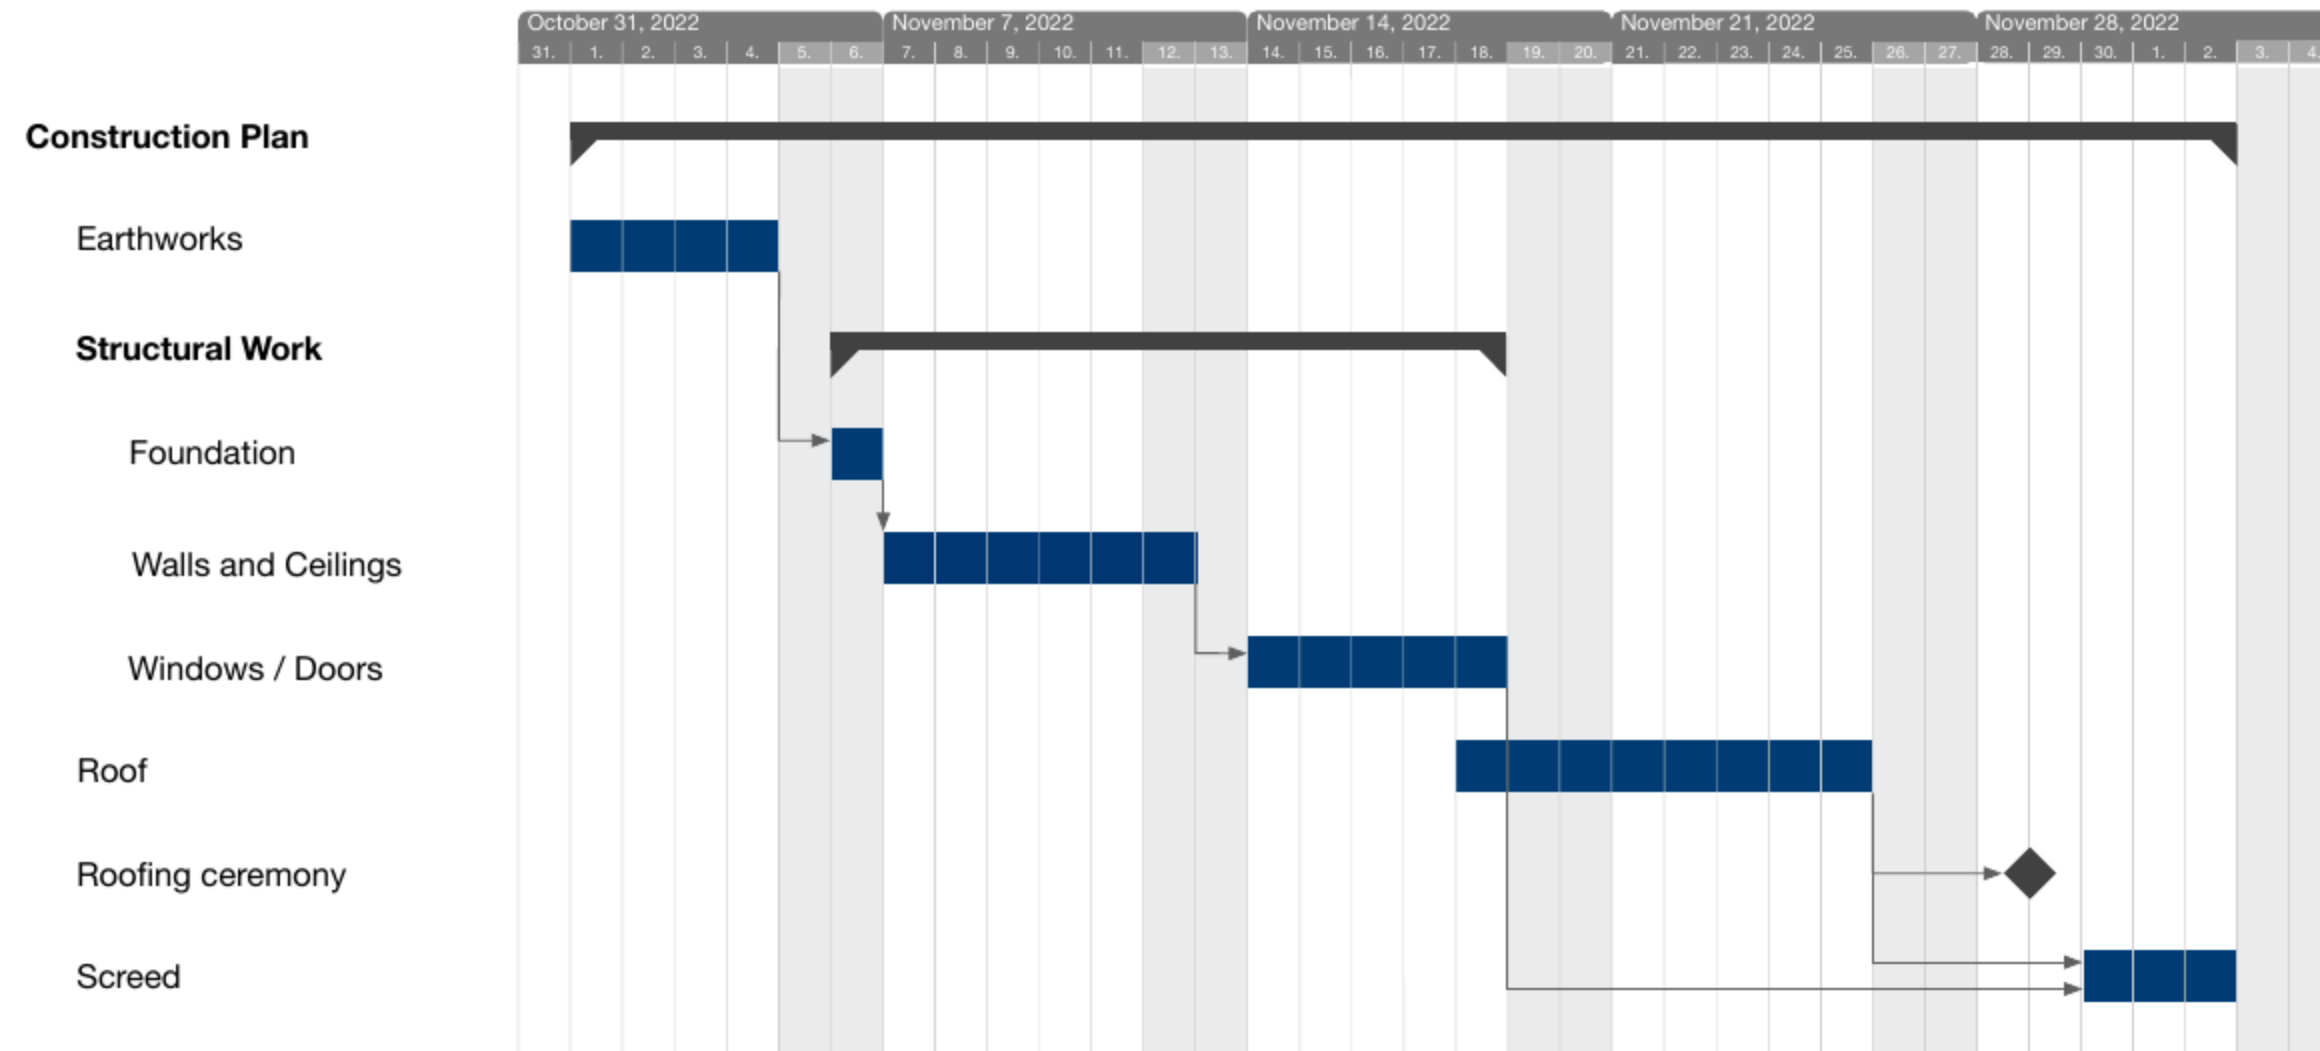 October 31, 2022 November 7, 2022 November 14, 2022 November 21, 2022 November 28, 2022
31. 1. 2. 3. 4. 5. 6. 7. 8. 9. 10. 11. 12. 13. 14. 15. 16. 17. 18. 19. 20. 21. 22. 23. 24. 25. 26. 27. 28. 29. 30. 1. 2. 3. 4.
Construction Plan
Earthworks
Structural Work
Foundation
Walls and Ceilings
Windows / Doors
Roof
Roofing ceremony
Screed